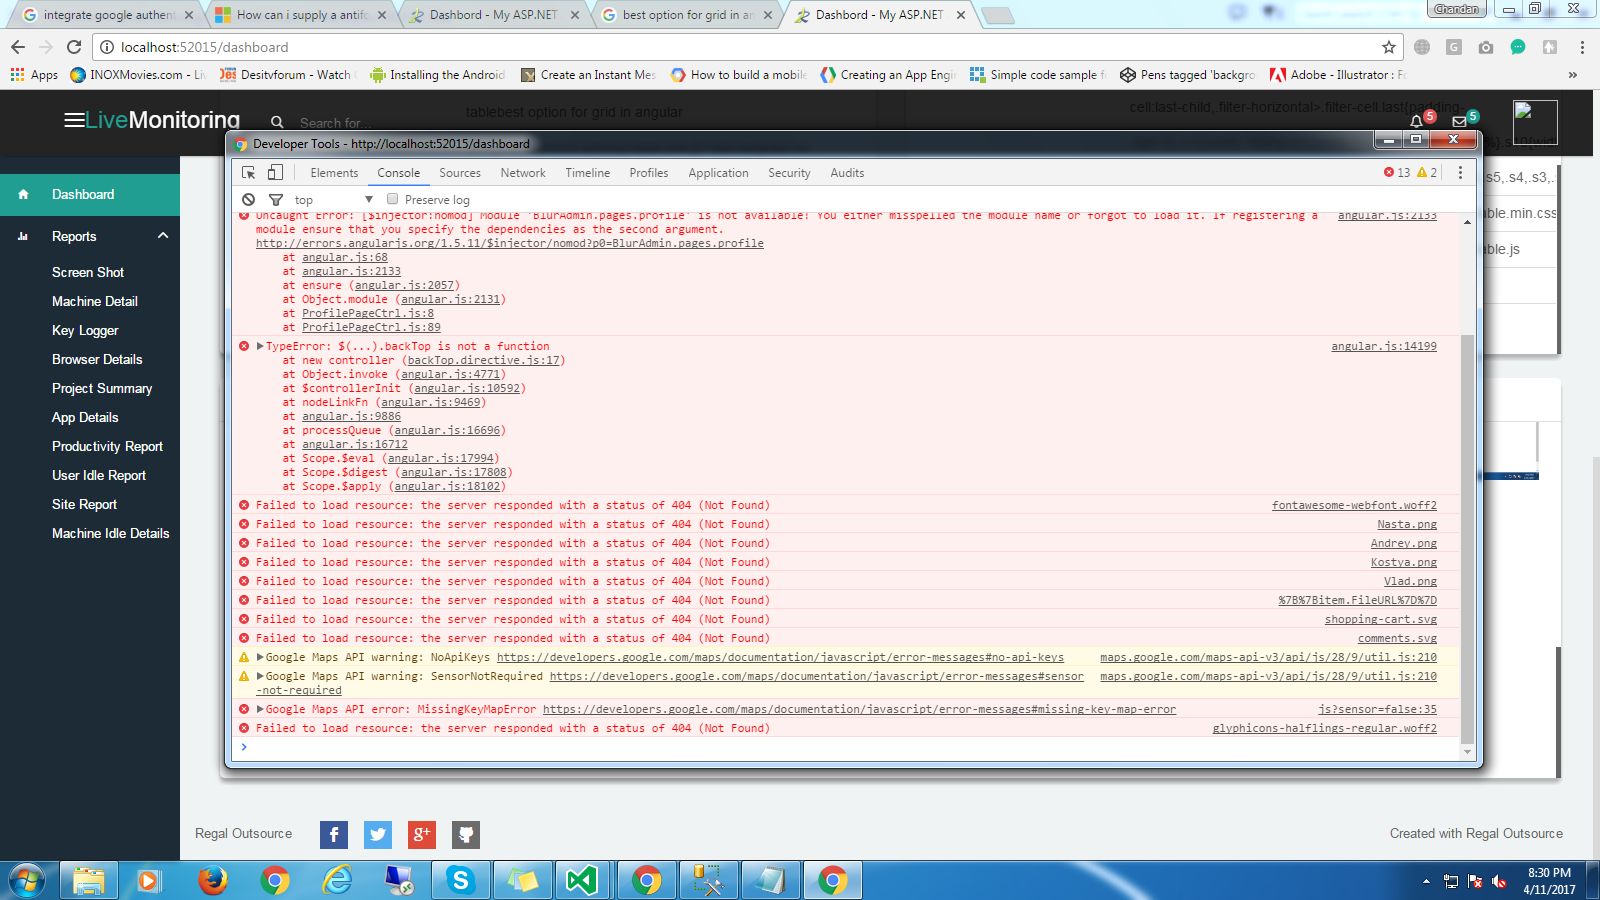 integrate google authent
How can i supply a antifo
Dashbord - My ASP.NET
best option for grid in an
Dashbord - My ASP.NET
Chandan
localhost:52015/dashboard
Apps
INOXMovies.com - Liv
Desitvforum - Watch
Installing the Android
Create an Instant Mes
How to build a mobile
Creating an App Engi
Simple code sample f
Pens tagged 'backgro
Adobe - Illustrator : Fo
»
LiveMonitoring
Search for...
tablebest option for grid in angular
cell:last-child,.filter-horizontal>.filter-cell.last{padding-
5
5
Developer Tools - http://localhost:52015/dashboard
Elements
Console
Sources
Network
Timeline
Profiles
Application
Security
Audits
13
2
top
Preserve log
Uncaught Error: [$injector:nomod] Module 'BlurAdmin.pages.profile' is not available! You either misspelled the module name or forgot to load it. If registering a angular.js:2133
module ensure that you specify the dependencies as the second argument.
http://errors.angularjs.org/1.5.11/$injector/nomod?p0=BlurAdmin.pages.profile
at angular.js:68
at angular.js:2133
at ensure (angular.js:2057)
at Object.module (angular.js:2131)
at ProfilePageCtrl.js:8
at ProfilePageCtrl.js:89
TypeError: $(...).backTop is not a function angular.js:14199
at new controller (backTop.directive.js:17)
at Object.invoke (angular.js:4771)
at $controllerInit (angular.js:10592)
at nodeLinkFn (angular.js:9469)
at angular.js:9886
at processQueue (angular.js:16696)
at angular.js:16712
at Scope.$eval (angular.js:17994)
at Scope.$digest (angular.js:17808)
at Scope.$apply (angular.js:18102)
Failed to load resource: the server responded with a status of 404 (Not Found) fontawesome-webfont.woff2
Failed to load resource: the server responded with a status of 404 (Not Found) Nasta.png
Failed to load resource: the server responded with a status of 404 (Not Found) Andrey.png
Failed to load resource: the server responded with a status of 404 (Not Found) Kostya.png
Failed to load resource: the server responded with a status of 404 (Not Found) Vlad.png
Failed to load resource: the server responded with a status of 404 (Not Found) %7B%7Bitem.FileURL%7D%7D
Failed to load resource: the server responded with a status of 404 (Not Found) shopping-cart.svg
Failed to load resource: the server responded with a status of 404 (Not Found) comments.svg
Google Maps API warning: NoApiKeys https://developers.google.com/maps/documentation/javascript/error-messages#no-api-keys maps.google.com/maps-api-v3/api/js/28/9/util.js:210
Google Maps API warning: SensorNotRequired https://developers.google.com/maps/documentation/javascript/error-messages#sensor maps.google.com/maps-api-v3/api/js/28/9/util.js:210
-not-required
Google Maps API error: MissingKeyMapError https://developers.google.com/maps/documentation/javascript/error-messages#missing-key-map-error js?sensor=false:35
Failed to load resource: the server responded with a status of 404 (Not Found) glyphicons-halflings-regular.woff2
s5,.s4,.s3,.s
ble.min.css
ble.js
Dashboard
Reports
Screen Shot
Machine Detail
Key Logger
Browser Details
Project Summary
App Details
Productivity Report
User Idle Report
Site Report
Machine Idle Details
Regal Outsource
f
g+
Created with Regal Outsource
8:30 PM
4/11/2017